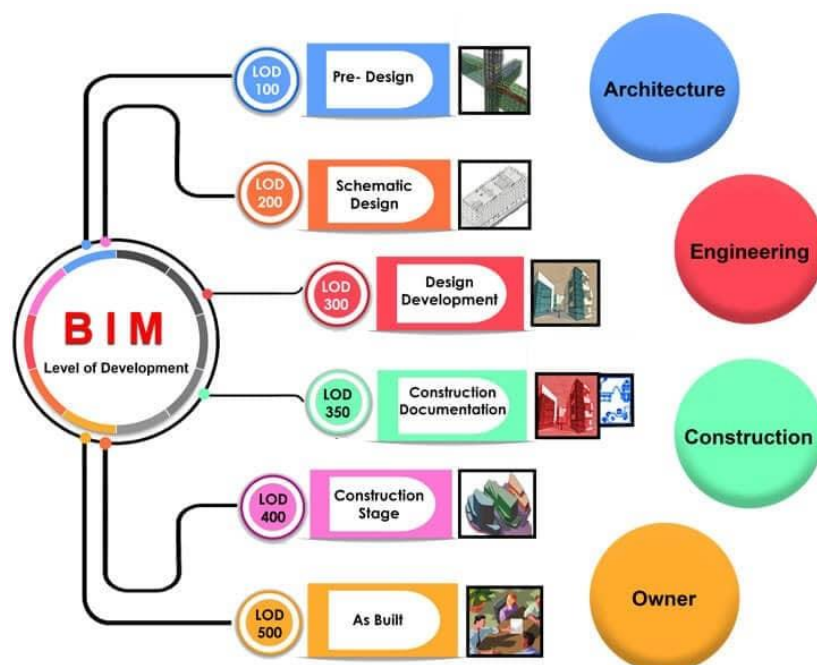 LOD
100
Pre- Design
Architecture
LOD
200
Schematic
Design
Engineering
LOD
300
Design
Development
BIM
Level of Development
LOD
350
Construction
Documentation
Construction
LOD
400
Construction
Stage
LOD
500
As Built
Owner